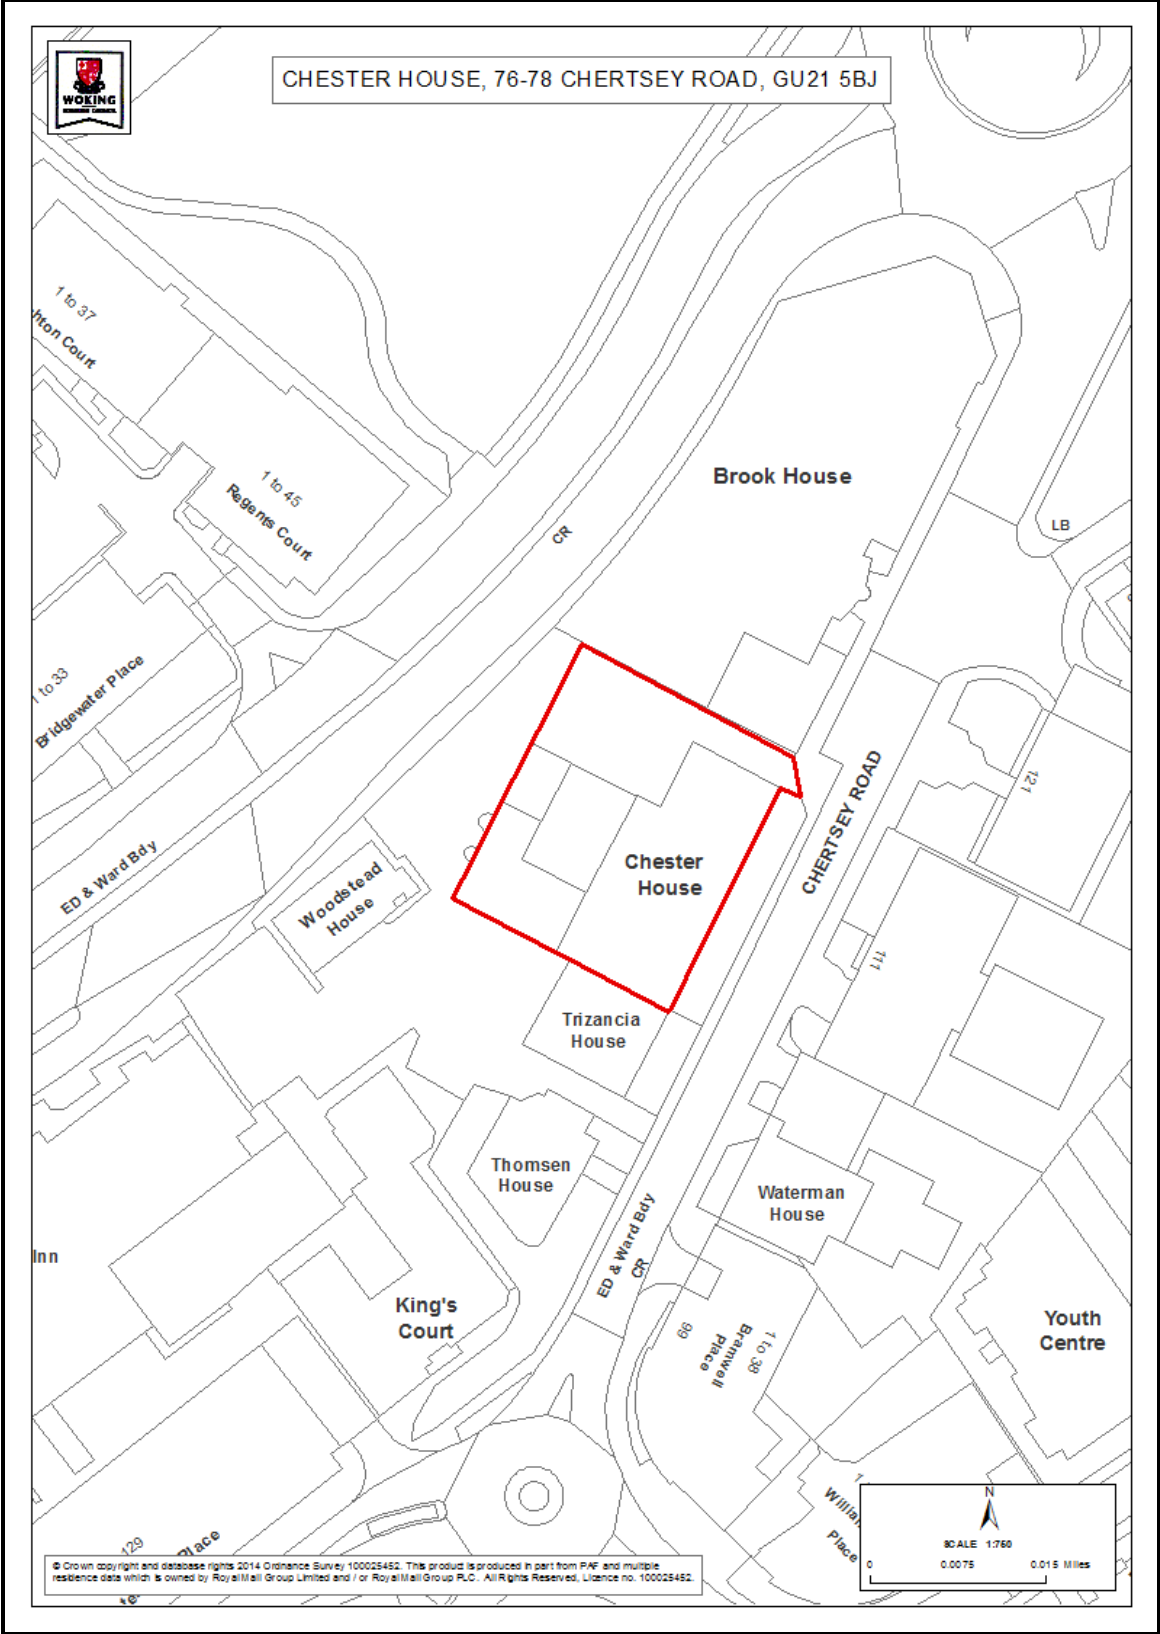 WOKING
BOROUGH COUNCIL
CHESTER HOUSE, 76-78 CHERTSEY ROAD, GU21 5BJ
1 to 37
hton Court
1 to 45
Regents Court
Brook House
CR
LB
1 to 33
Bridgewater Place
CHERTSEY ROAD
121
ED & Ward Bdy
Woodstead
House
Chester
House
111
Trizancia
House
Thomsen
House
Waterman
House
ED & Ward Bdy
CR
Inn
King's
Court
99
1 to 38
Bramwell
Place
Youth
Centre
Willia
Place
129
Place
N
SCALE 1:750
0 0.0075 0.015 Miles
© Crown copyright and database rights 2014 Ordnance Survey 100025452. This product is produced in part from PAF and multiple
residence data which is owned by Royal Mail Group Limited and / or Royal Mail Group PLC. All Rights Reserved, Licence no. 100025452.